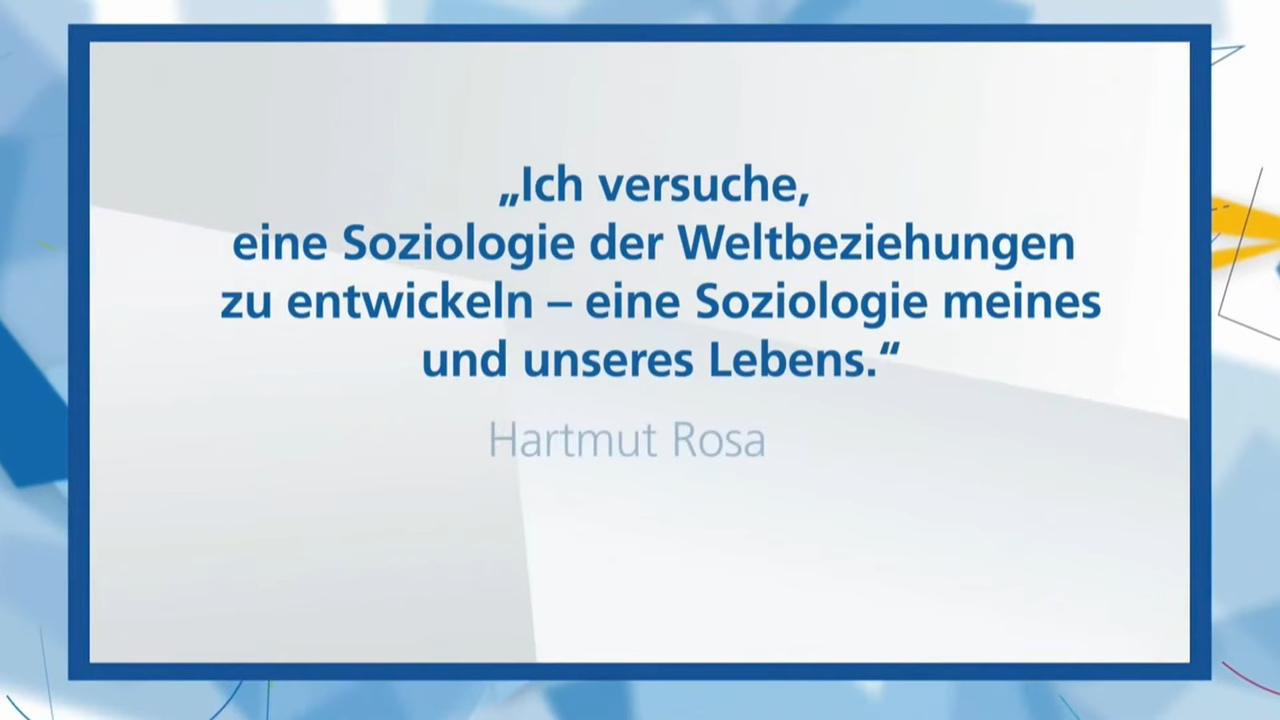 „Ich versuche,
eine Soziologie der Weltbeziehungen
zu entwickeln – eine Soziologie meines
und unseres Lebens.“
Hartmut Rosa